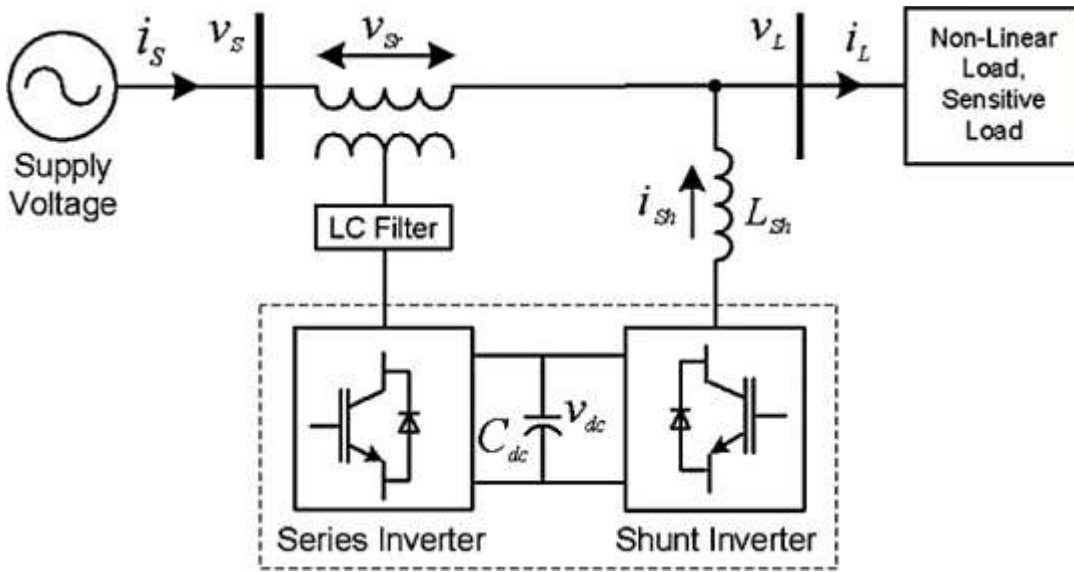 i_S
v_S
v_Sr
v_L
i_L
Non-Linear
Load,
Sensitive
Load
Supply
Voltage
LC Filter
i_Sh
L_Sh
C_dc
v_dc
Series Inverter
Shunt Inverter